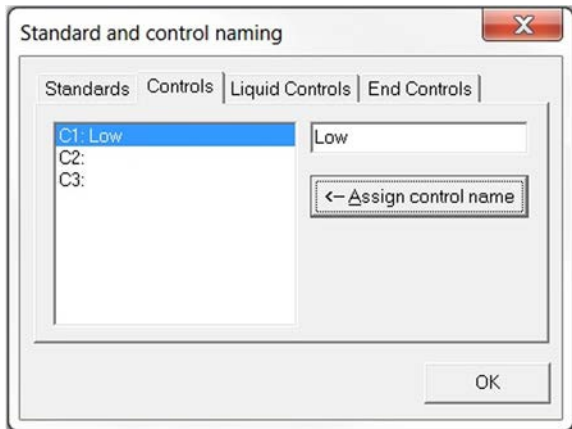 Standard and control naming
X
Standards
Controls
Liquid Controls
End Controls
C1: Low
C2:
C3:
Low
<-- Assign control name
OK